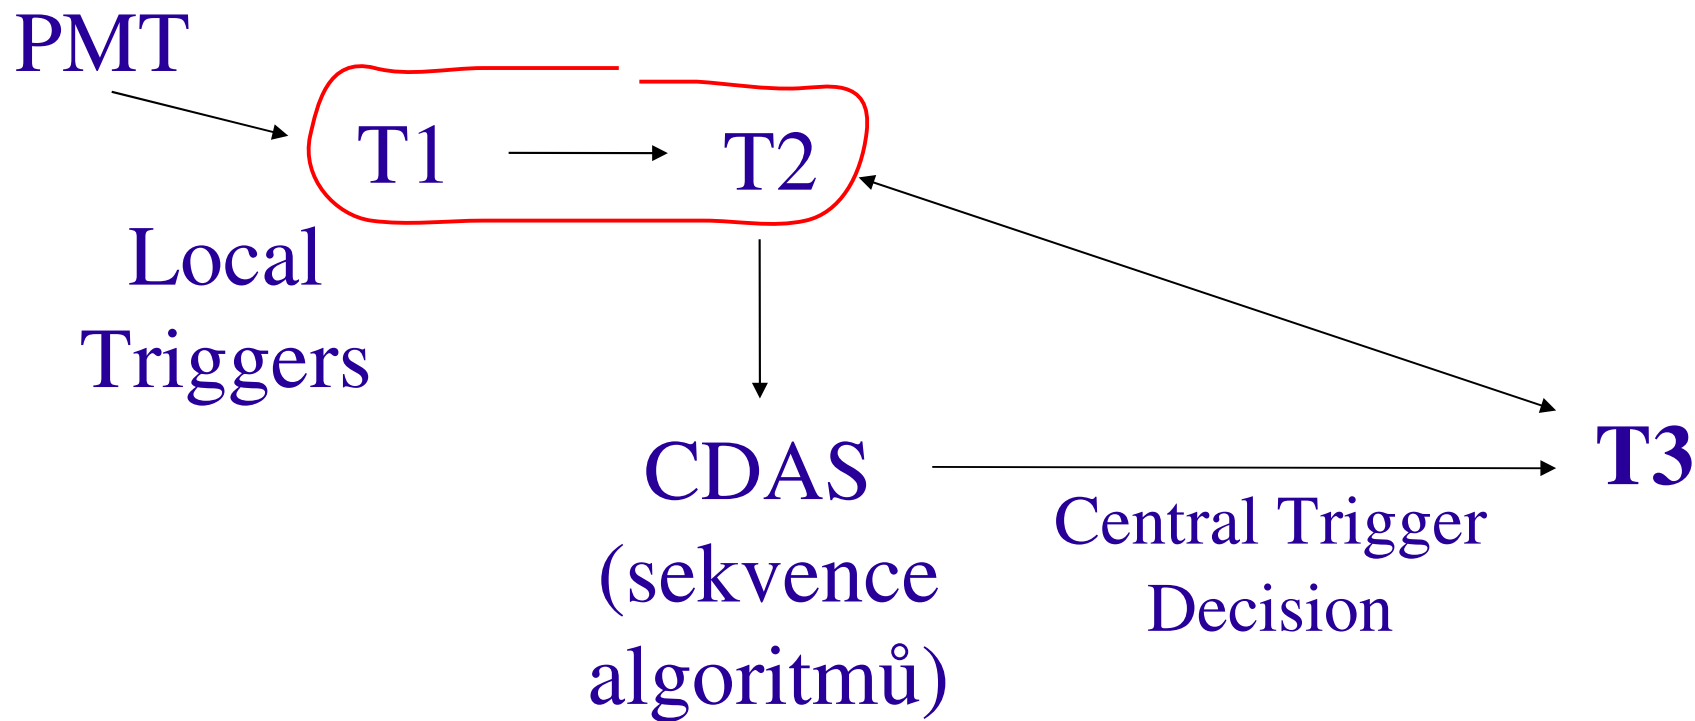 PMT
T1
T2
Local
Triggers
CDAS
(sekvence
algoritmů)
Central Trigger
Decision
T3